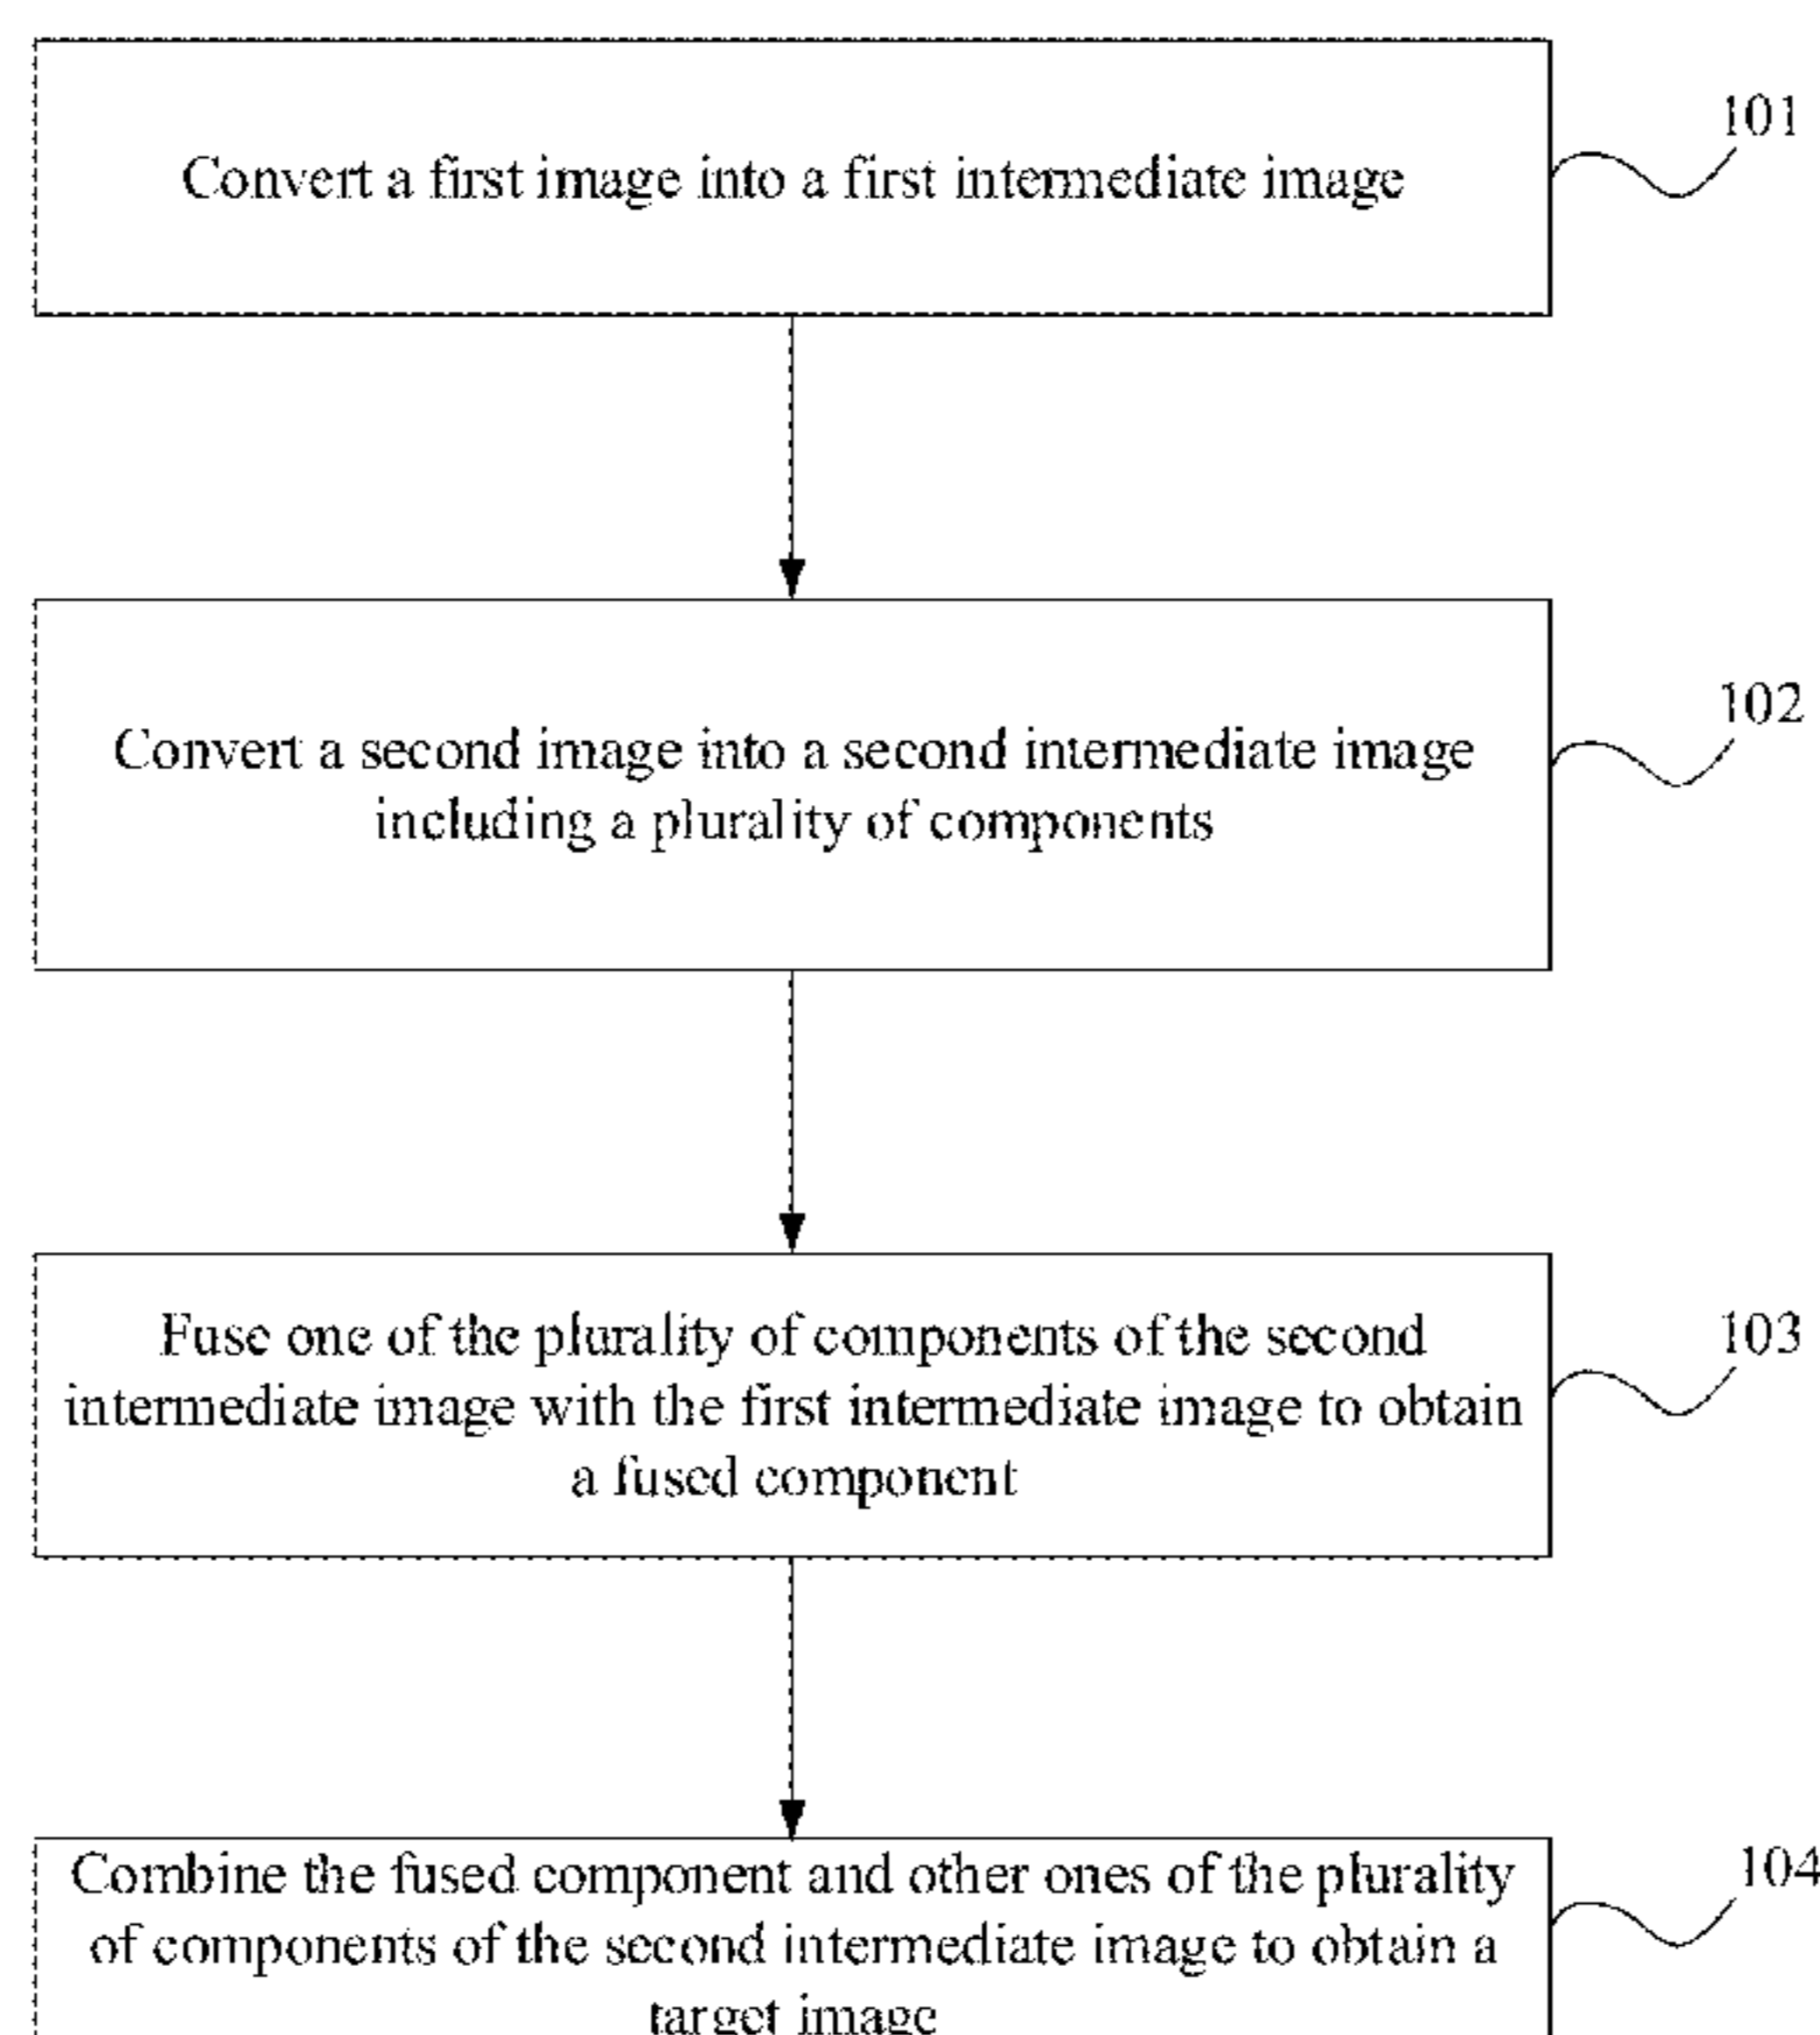 101
Convert a first image into a first intermediate image
102
Convert a second image into a second intermediate image
including a plurality of components
103
Fuse one of the plurality of components of the second
intermediate image with the first intermediate image to obtain
a fused component
104
Combine the fused component and other ones of the plurality
of components of the second intermediate image to obtain a
target image